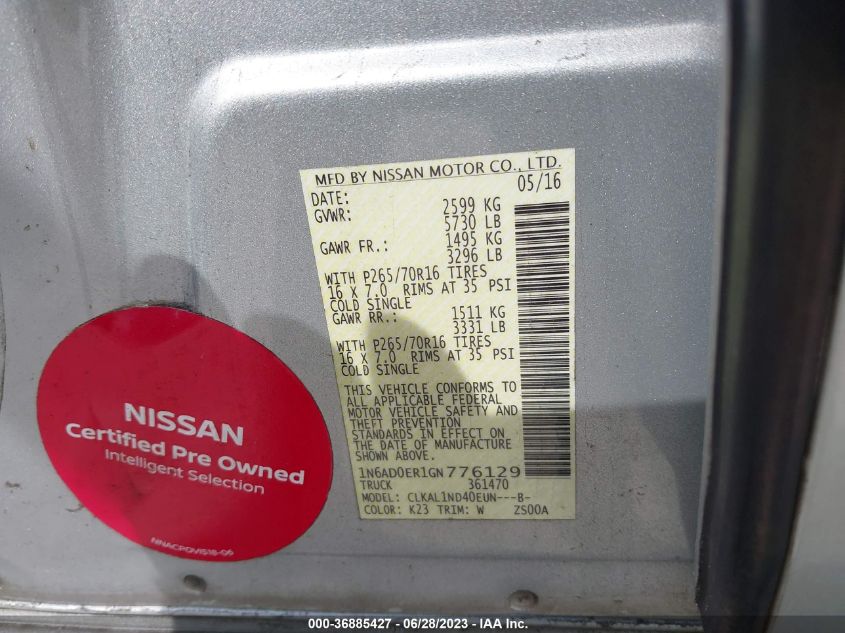 MFD BY NISSAN MOTOR CO., LTD.
DATE: 05/16
GVWR: 2599 KG
5730 LB
GAWR FR.: 1495 KG
3296 LB
WITH P265/70R16 TIRES
16 X 7.0 RIMS AT 35 PSI
COLD SINGLE
GAWR RR.: 1511 KG
3331 LB
WITH P265/70R16 TIRES
16 X 7.0 RIMS AT 35 PSI
COLD SINGLE
THIS VEHICLE CONFORMS TO
ALL APPLICABLE FEDERAL
MOTOR VEHICLE SAFETY AND
THEFT PREVENTION
STANDARDS IN EFFECT ON
THE DATE OF MANUFACTURE
SHOWN ABOVE.
1N6AD0ER1GN776129
TRUCK 361470
MODEL: CLKAL1ND40EUN---B-
COLOR: K23 TRIM: W ZS00A
NISSAN
Certified Pre Owned
Intelligent Selection
NNACPOVIS18-06
000-36885427 - 06/28/2023 - IAA Inc.